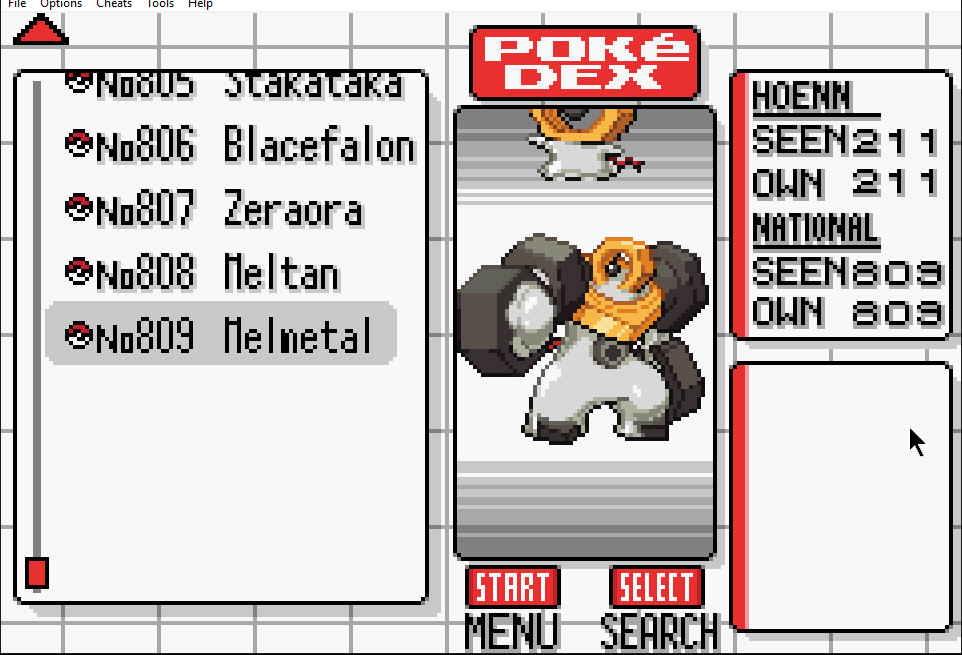 File Options Cheats Tools Help
No805 Stakataka
No806 Blacefalon
No807 Zeraora
No808 Meltan
No809 Melmetal
POKé
DEX
START
MENU
SELECT
SEARCH
HOENN
SEEN 211
OWN 211
NATIONAL
SEEN 809
OWN 809